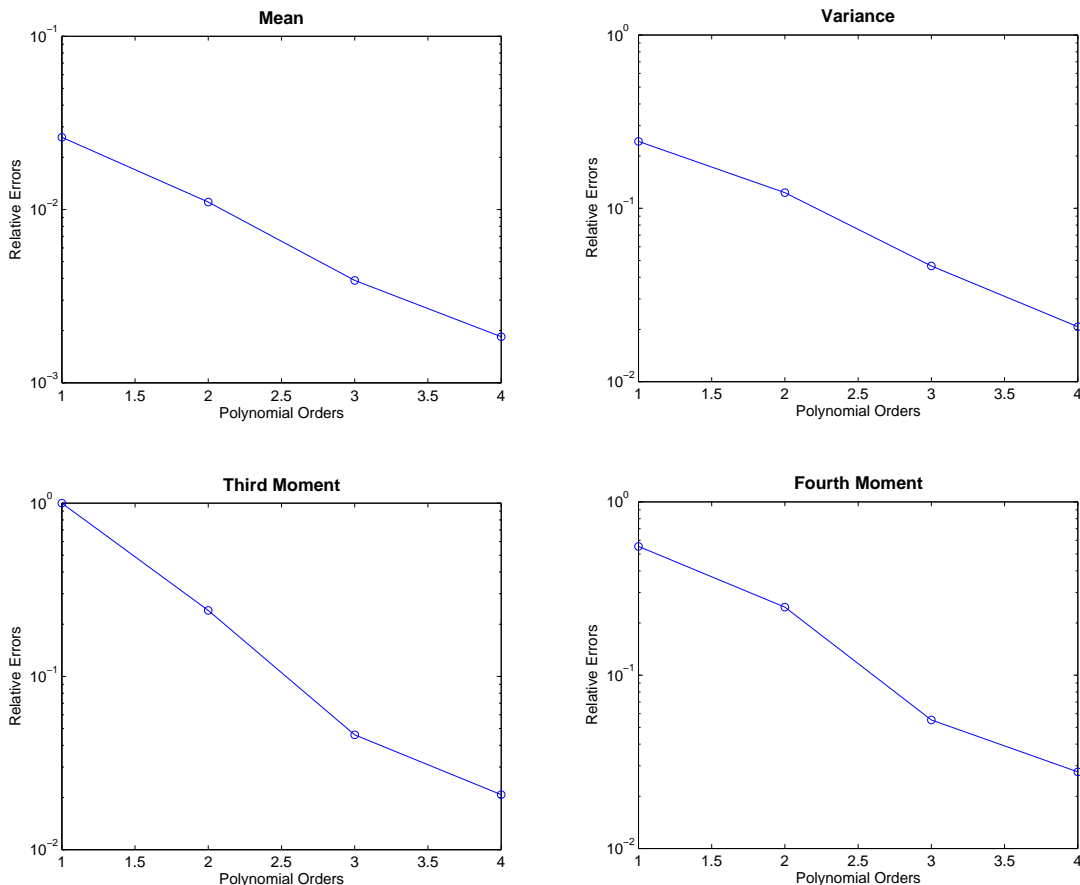 Mean
10^−1
10^−2
10^−3
Relative Errors
1 1.5 2 2.5 3 3.5 4
Polynomial Orders
Variance
10^0
10^−1
10^−2
Relative Errors
1 1.5 2 2.5 3 3.5 4
Polynomial Orders
Third Moment
10^0
10^−1
10^−2
Relative Errors
1 1.5 2 2.5 3 3.5 4
Polynomial Orders
Fourth Moment
10^0
10^−1
10^−2
Relative Errors
1 1.5 2 2.5 3 3.5 4
Polynomial Orders